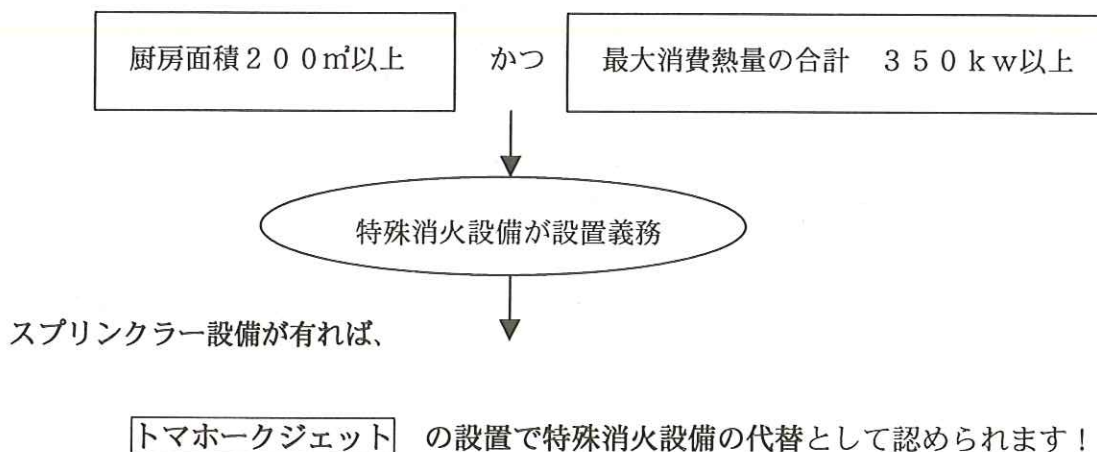 厨房面積２００㎡以上　かつ　最大消費熱量の合計　３５０ｋｗ以上
特殊消火設備が設置義務
スプリンクラー設備が有れば、
トマホークジェット　の設置で特殊消火設備の代替として認められます！